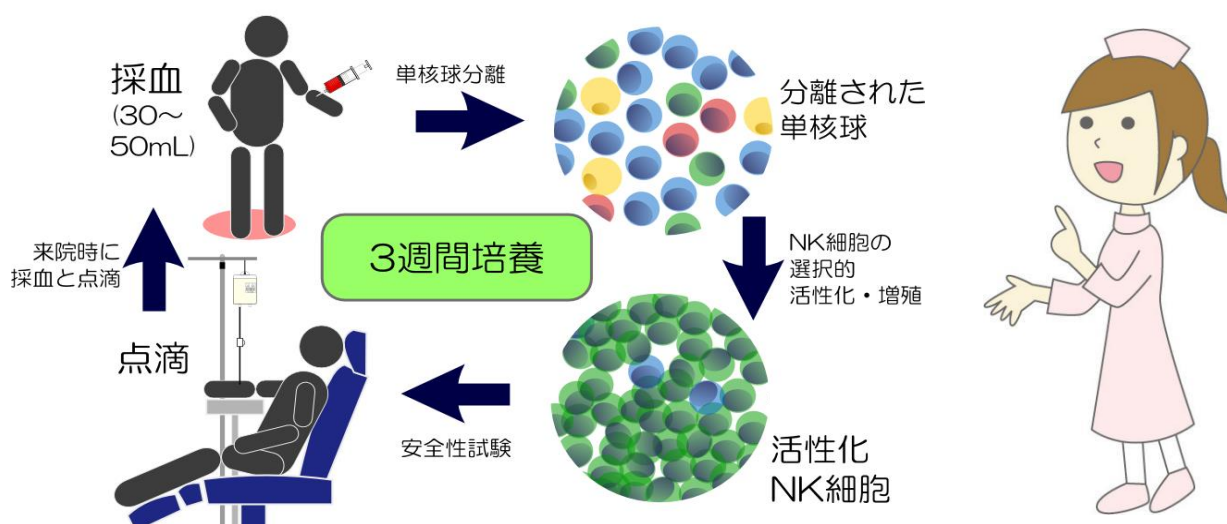 採血
(30～
50mL)
単核球分離
分離された
単核球
3週間培養
NK細胞の
選択的
活性化・増殖
活性化
NK細胞
安全性試験
点滴
来院時に
採血と点滴